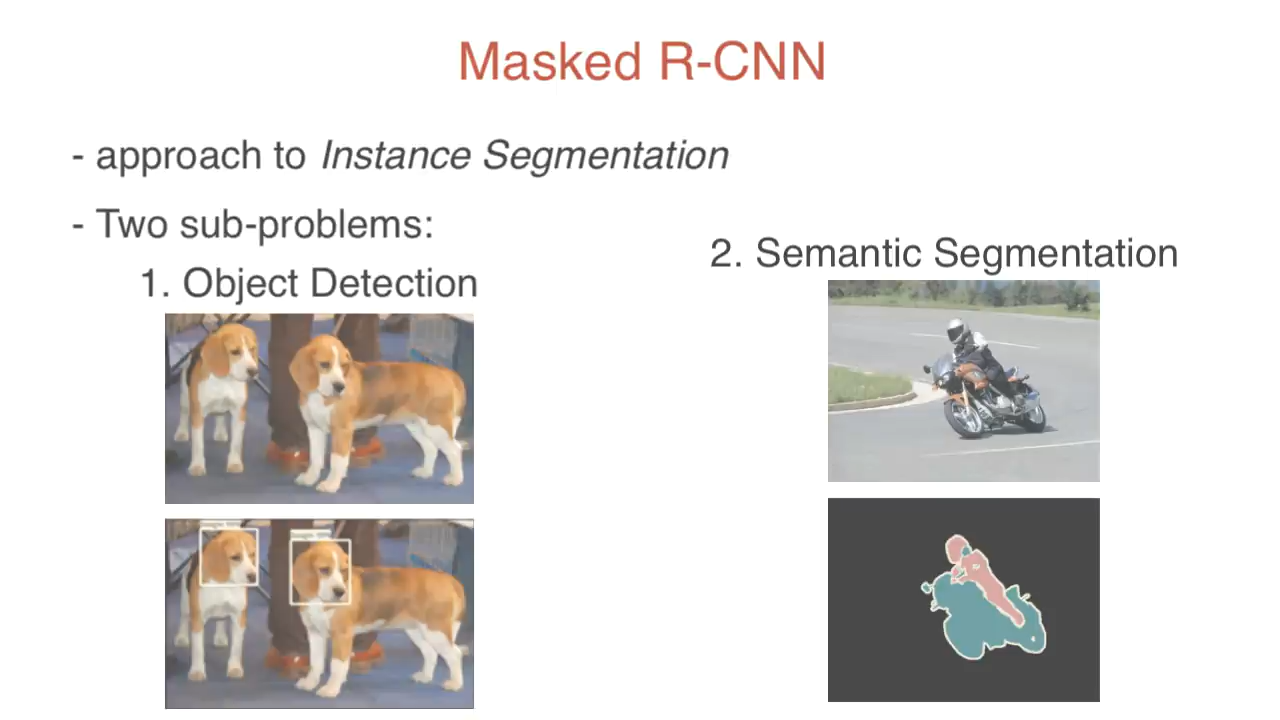 Masked R-CNN
- approach to Instance Segmentation
- Two sub-problems:
1. Object Detection
2. Semantic Segmentation